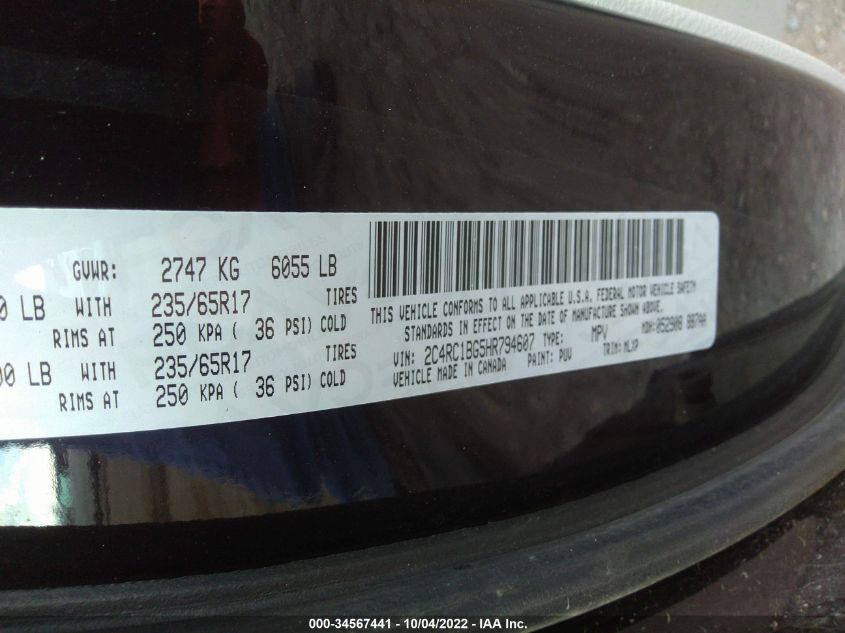 GVWR: 2747 KG 6055 LB
0 LB WITH 235/65R17 TIRES
RIMS AT 250 KPA ( 36 PSI) COLD
00 LB WITH 235/65R17 TIRES
RIMS AT 250 KPA ( 36 PSI) COLD
THIS VEHICLE CONFORMS TO ALL APPLICABLE U.S.A. FEDERAL MOTOR VEHICLE SAFETY
STANDARDS IN EFFECT ON THE DATE OF MANUFACTURE SHOWN ABOVE.
VIN: 2C4RC1BG5HR794607 TYPE: MPV MDH: 052908
PAINT: PUV TRIM: MLXP
VEHICLE MADE IN CANADA
000-34567441 - 10/04/2022 - IAA Inc.